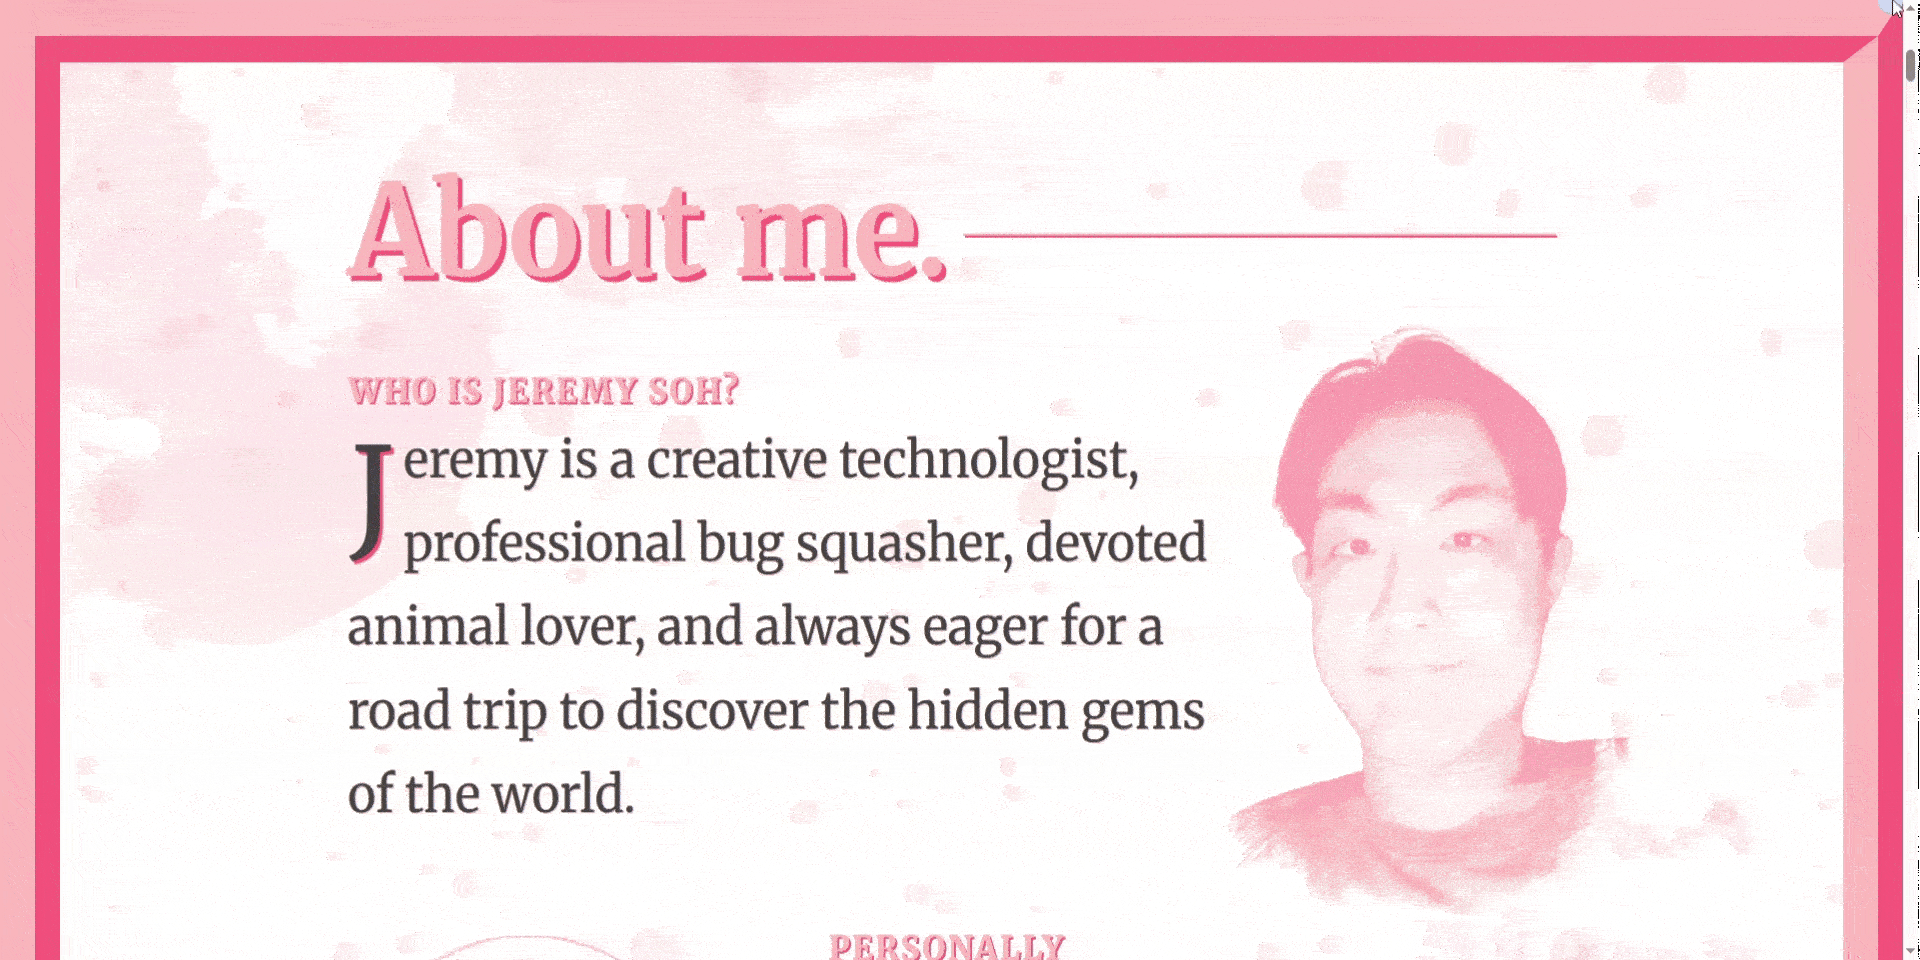 About me.
WHO IS JEREMY SOH?
Jeremy is a creative technologist,
professional bug squasher, devoted
animal lover, and always eager for a
road trip to discover the hidden gems
of the world.
PERSONALLY